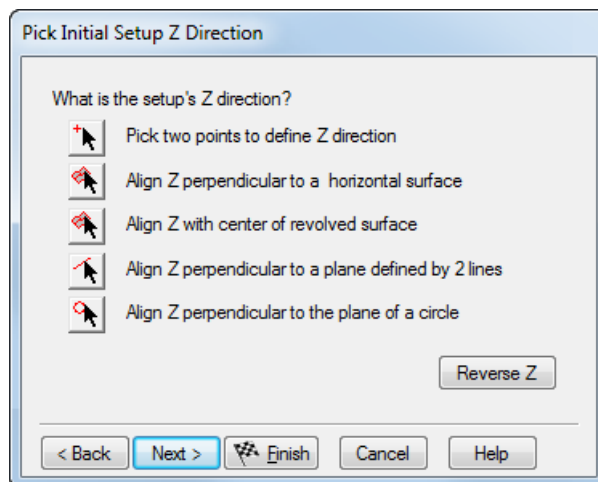 Pick Initial Setup Z Direction
What is the setup's Z direction?
Pick two points to define Z direction
Align Z perpendicular to a horizontal surface
Align Z with center of revolved surface
Align Z perpendicular to a plane defined by 2 lines
Align Z perpendicular to the plane of a circle
Reverse Z
< Back Next > Finish Cancel Help